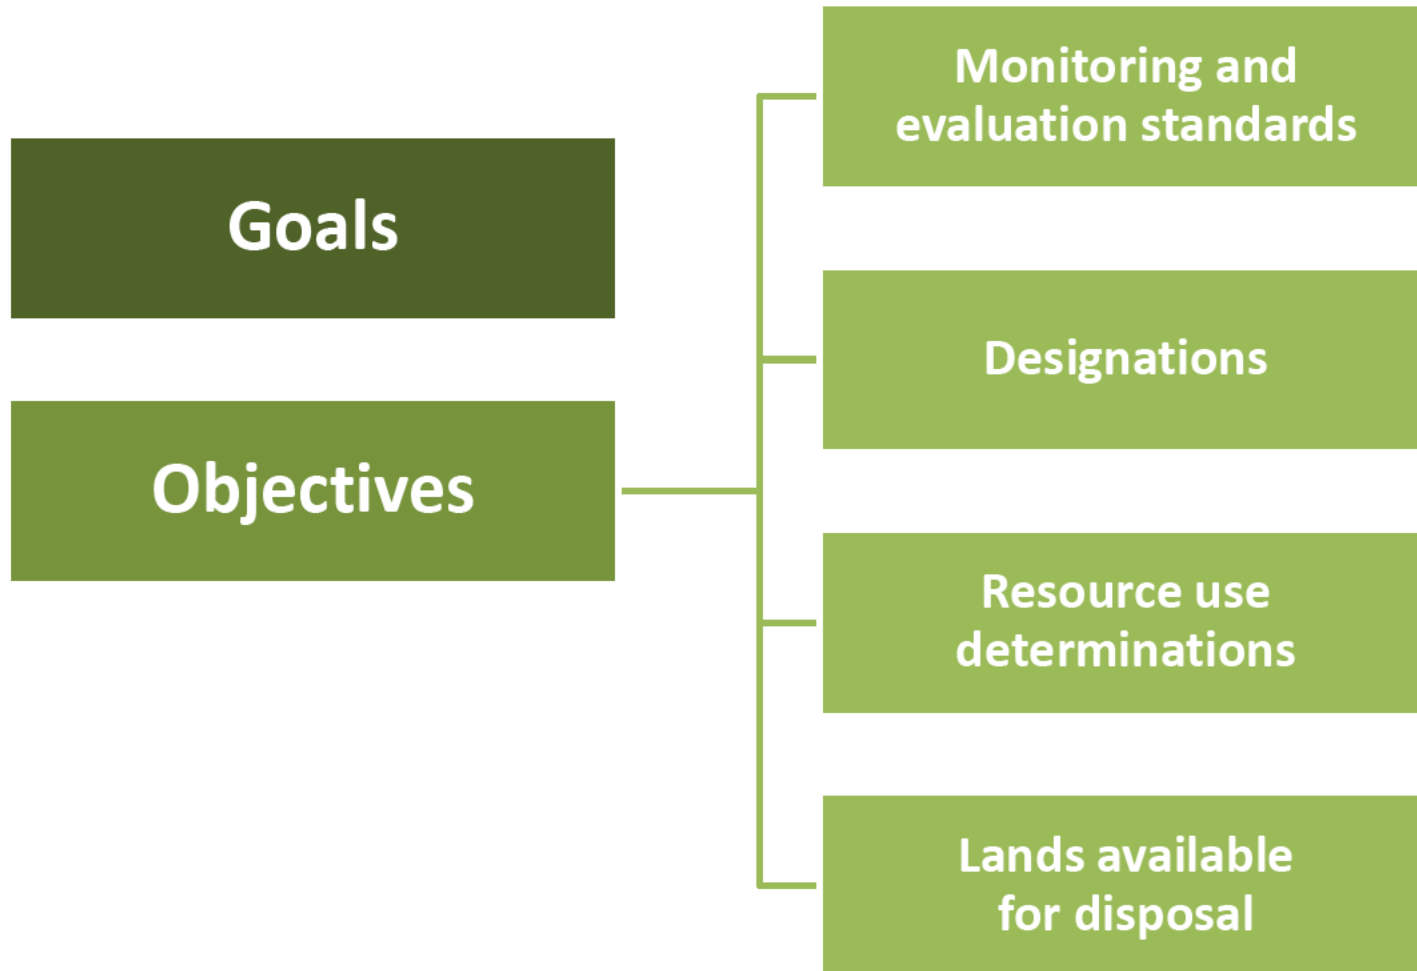 Goals
Objectives
Monitoring and
evaluation standards
Designations
Resource use
determinations
Lands available
for disposal